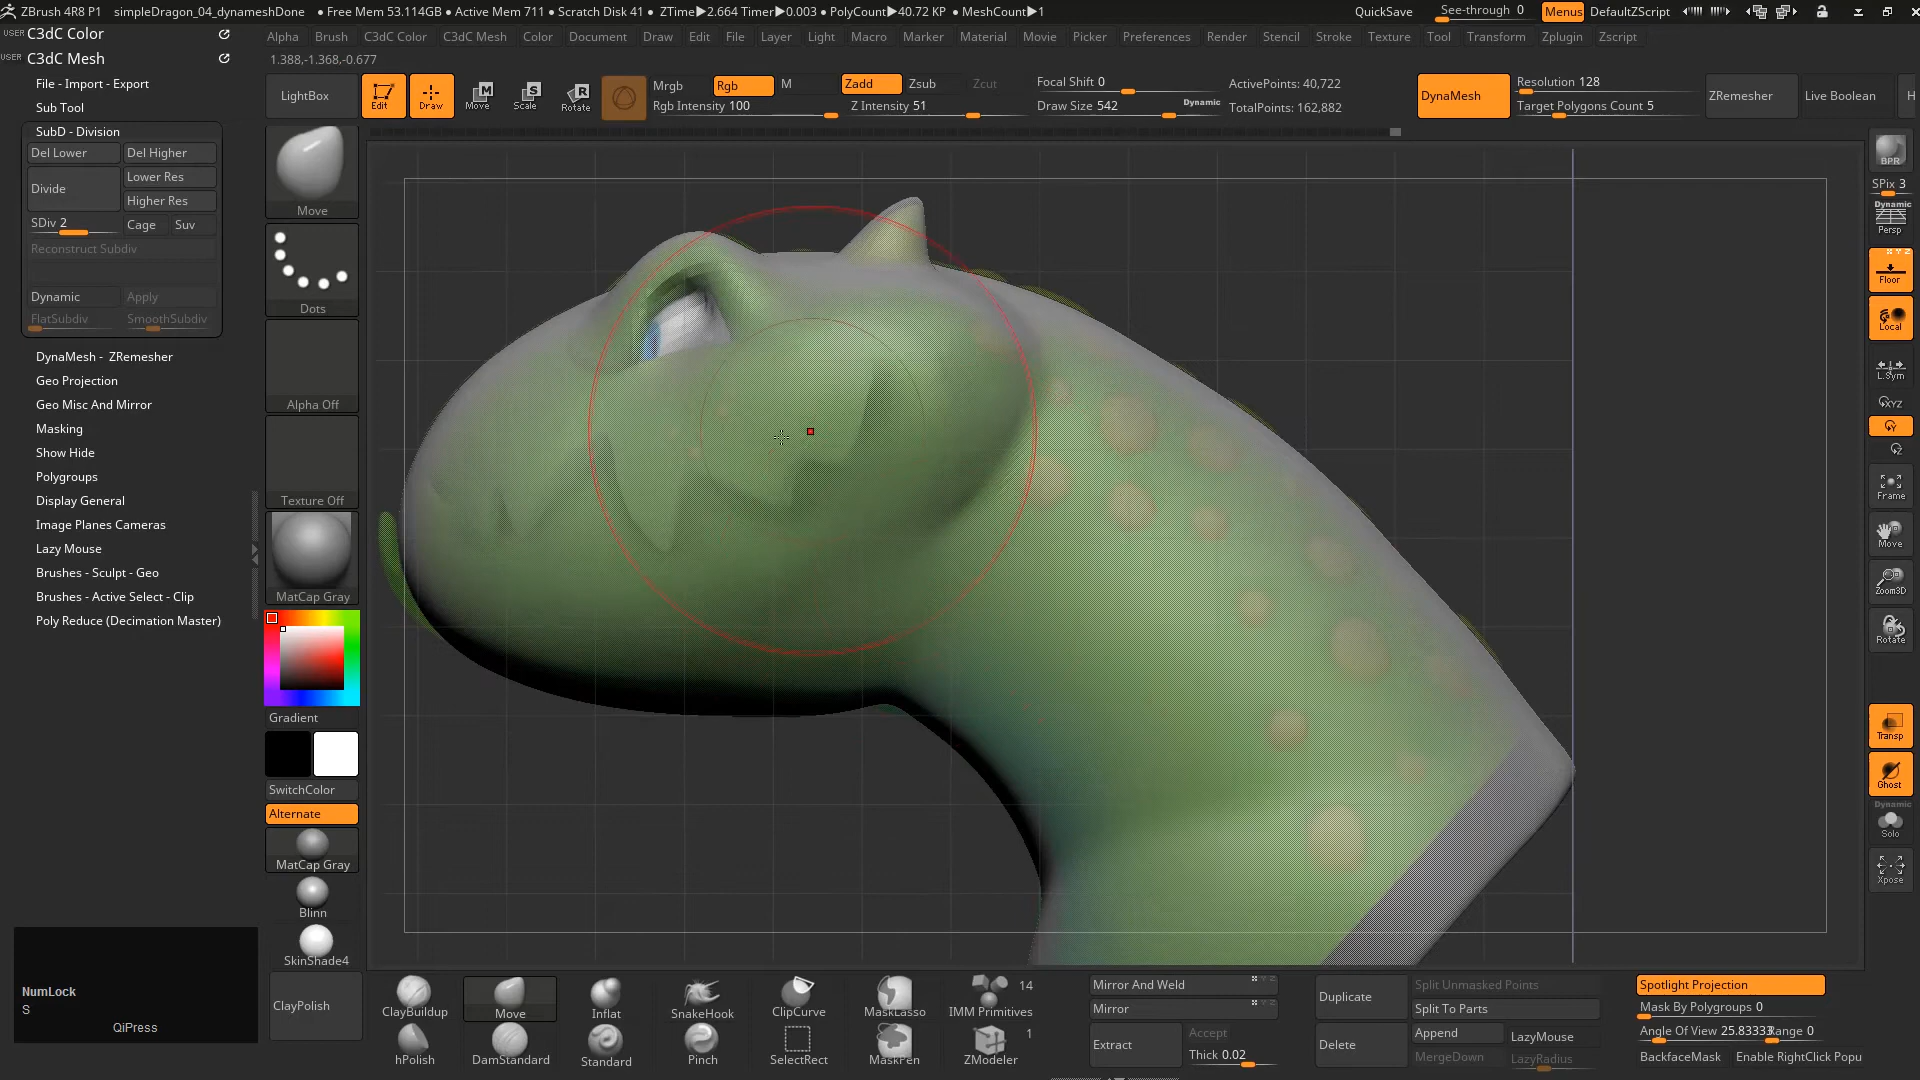 ZBrush 4R8 P1 simpleDragon_04_dynameshDone • Free Mem 53.114GB • Active Mem 711 • Scratch Disk 41 • ZTime▶2.664 Timer▶0.003 • PolyCount▶40.72 KP • MeshCount▶1 QuickSave See-through 0 Menus DefaultZScript
USER C3dC Color
Alpha Brush C3dC Color C3dC Mesh Color Document Draw Edit File Layer Light Macro Marker Material Movie Picker Preferences Render Stencil Stroke Texture Tool Transform Zplugin Zscript
USER C3dC Mesh
1.388,-1.368,-0.677
File - Import - Export
Sub Tool
SubD - Division
Del Lower Del Higher
Divide Lower Res
Higher Res
SDiv 2 Cage Suv
Reconstruct Subdiv
Dynamic Apply
FlatSubdiv SmoothSubdiv
DynaMesh - ZRemesher
Geo Projection
Geo Misc And Mirror
Masking
Show Hide
Polygroups
Display General
Image Planes Cameras
Lazy Mouse
Brushes - Sculpt - Geo
Brushes - Active Select - Clip
Poly Reduce (Decimation Master)
NumLock
S
QiPress
LightBox Edit Draw Move Scale Rotate
M S R
Mrgb Rgb M
Rgb Intensity 100
Zadd Zsub Zcut
Z Intensity 51
Focal Shift 0
Draw Size 542 Dynamic
ActivePoints: 40,722
TotalPoints: 162,882
DynaMesh
Resolution 128
Target Polygons Count 5
ZRemesher Live Boolean H
Move
Dots
Alpha Off
Texture Off
MatCap Gray
Gradient
SwitchColor
Alternate
MatCap Gray
Blinn
SkinShade4
ClayPolish
BPR
SPix 3
Dynamic
Persp
X Y Z
Floor
Local
L.Sym
XYZ
Y
Z
Frame
Move
Zoom3D
Rotate
Transp
Ghost
Dynamic
Solo
Xpose
ClayBuildup Move Inflat SnakeHook ClipCurve MaskLasso IMM Primitives 14
hPolish DamStandard Standard Pinch SelectRect MaskPen ZModeler 1
Mirror And Weld
Mirror
Extract Accept
Thick 0.02
Duplicate
Delete
Split Unmasked Points
Split To Parts
Append LazyMouse
MergeDown LazyRadius
Spotlight Projection
Mask By Polygroups 0
Angle Of View 25.83333 Range 0
BackfaceMask Enable RightClick Popu